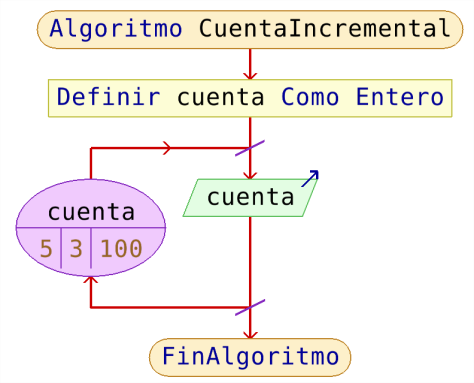 Algoritmo CuentaIncremental
Definir cuenta Como Entero
cuenta
cuenta
5 3 100
FinAlgoritmo